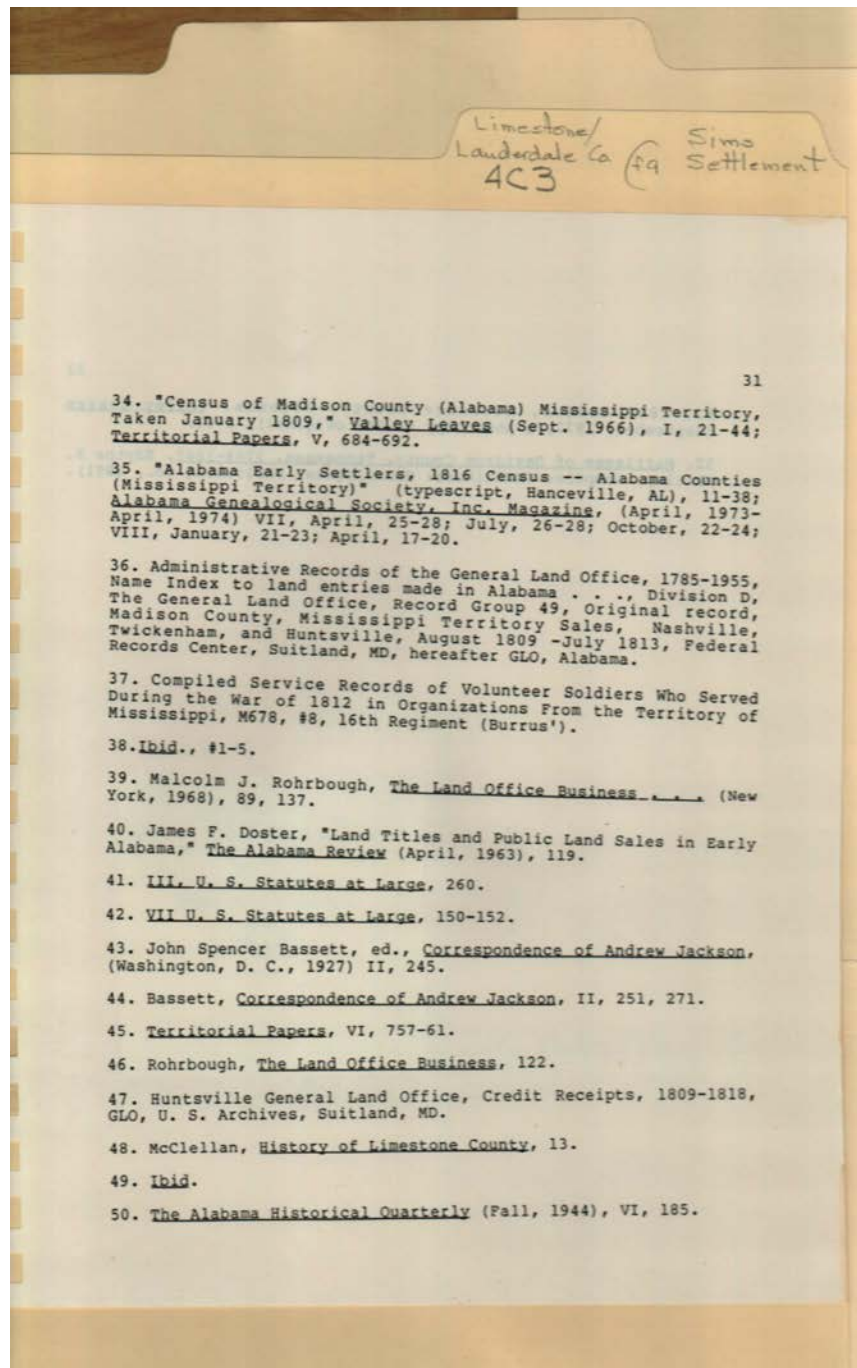 Limestone/
Lauderdale Co
4C3
Sims
Settlement
31
34. "Census of Madison County (Alabama) Mississippi Territory,
Taken January 1809," Valley Leaves (Sept. 1966), I, 21-44;
Territorial Papers, V, 684-692.
35. "Alabama Early Settlers, 1816 Census -- Alabama Counties
(Mississippi Territory)" (typescript, Hanceville, AL), 11-38;
Alabama Genealogical Society, Inc. Magazine, (April, 1973-
April, 1974) VII, April, 25-28; July, 26-28; October, 22-24;
VIII, January, 21-23; April, 17-20.
36. Administrative Records of the General Land Office, 1785-1955,
Name Index to land entries made in Alabama . . ., Division D,
The General Land Office, Record Group 49, Original record,
Madison County, Mississippi Territory Sales, Nashville,
Twickenham, and Huntsville, August 1809 -July 1813, Federal
Records Center, Suitland, MD, hereafter GLO, Alabama.
37. Compiled Service Records of Volunteer Soldiers Who Served
During the War of 1812 in Organizations From the Territory of
Mississippi, M678, #8, 16th Regiment (Burrus').
38.Ibid., #1-5.
39. Malcolm J. Rohrbough, The Land Office Business . . . (New
York, 1968), 89, 137.
40. James F. Doster, "Land Titles and Public Land Sales in Early
Alabama," The Alabama Review (April, 1963), 119.
41. III, U. S. Statutes at Large, 260.
42. VII U. S. Statutes at Large, 150-152.
43. John Spencer Bassett, ed., Correspondence of Andrew Jackson,
(Washington, D. C., 1927) II, 245.
44. Bassett, Correspondence of Andrew Jackson, II, 251, 271.
45. Territorial Papers, VI, 757-61.
46. Rohrbough, The Land Office Business, 122.
47. Huntsville General Land Office, Credit Receipts, 1809-1818,
GLO, U. S. Archives, Suitland, MD.
48. McClellan, History of Limestone County, 13.
49. Ibid.
50. The Alabama Historical Quarterly (Fall, 1944), VI, 185.